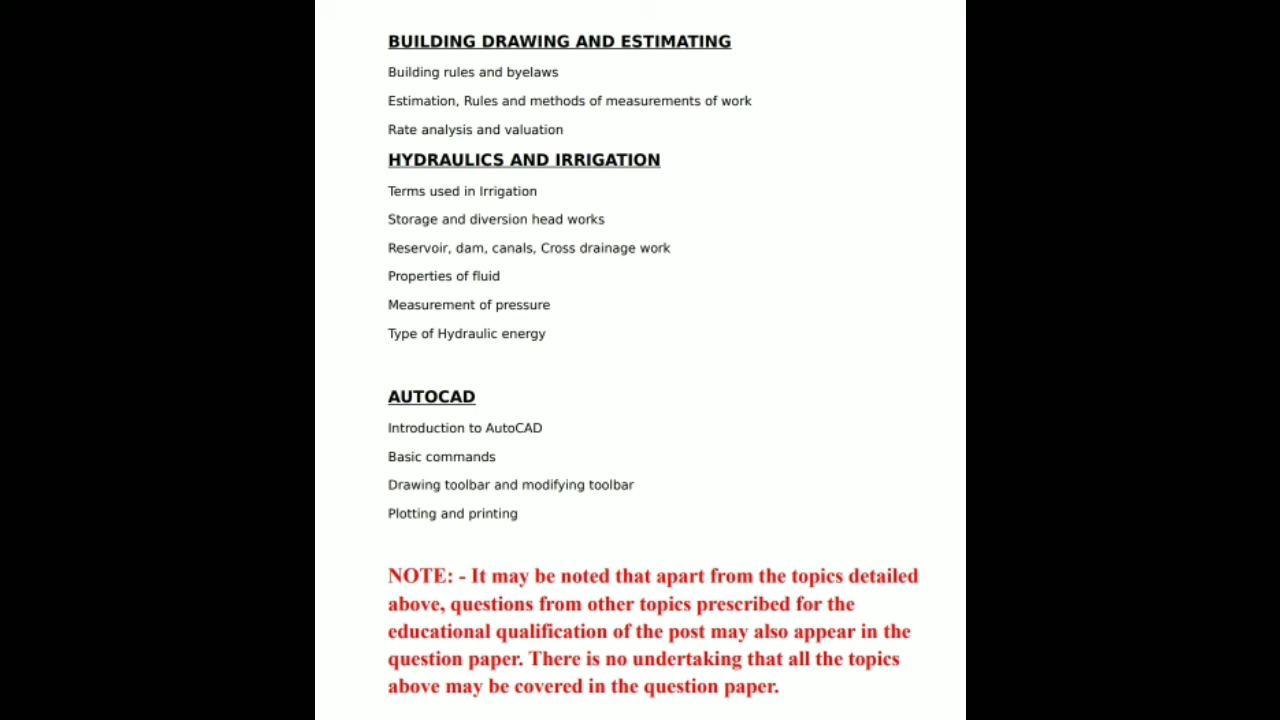 BUILDING DRAWING AND ESTIMATING
Building rules and byelaws
Estimation, Rules and methods of measurements of work
Rate analysis and valuation
HYDRAULICS AND IRRIGATION
Terms used in Irrigation
Storage and diversion head works
Reservoir, dam, canals, Cross drainage work
Properties of fluid
Measurement of pressure
Type of Hydraulic energy
AUTOCAD
Introduction to AutoCAD
Basic commands
Drawing toolbar and modifying toolbar
Plotting and printing
NOTE: - It may be noted that apart from the topics detailed
above, questions from other topics prescribed for the
educational qualification of the post may also appear in the
question paper. There is no undertaking that all the topics
above may be covered in the question paper.